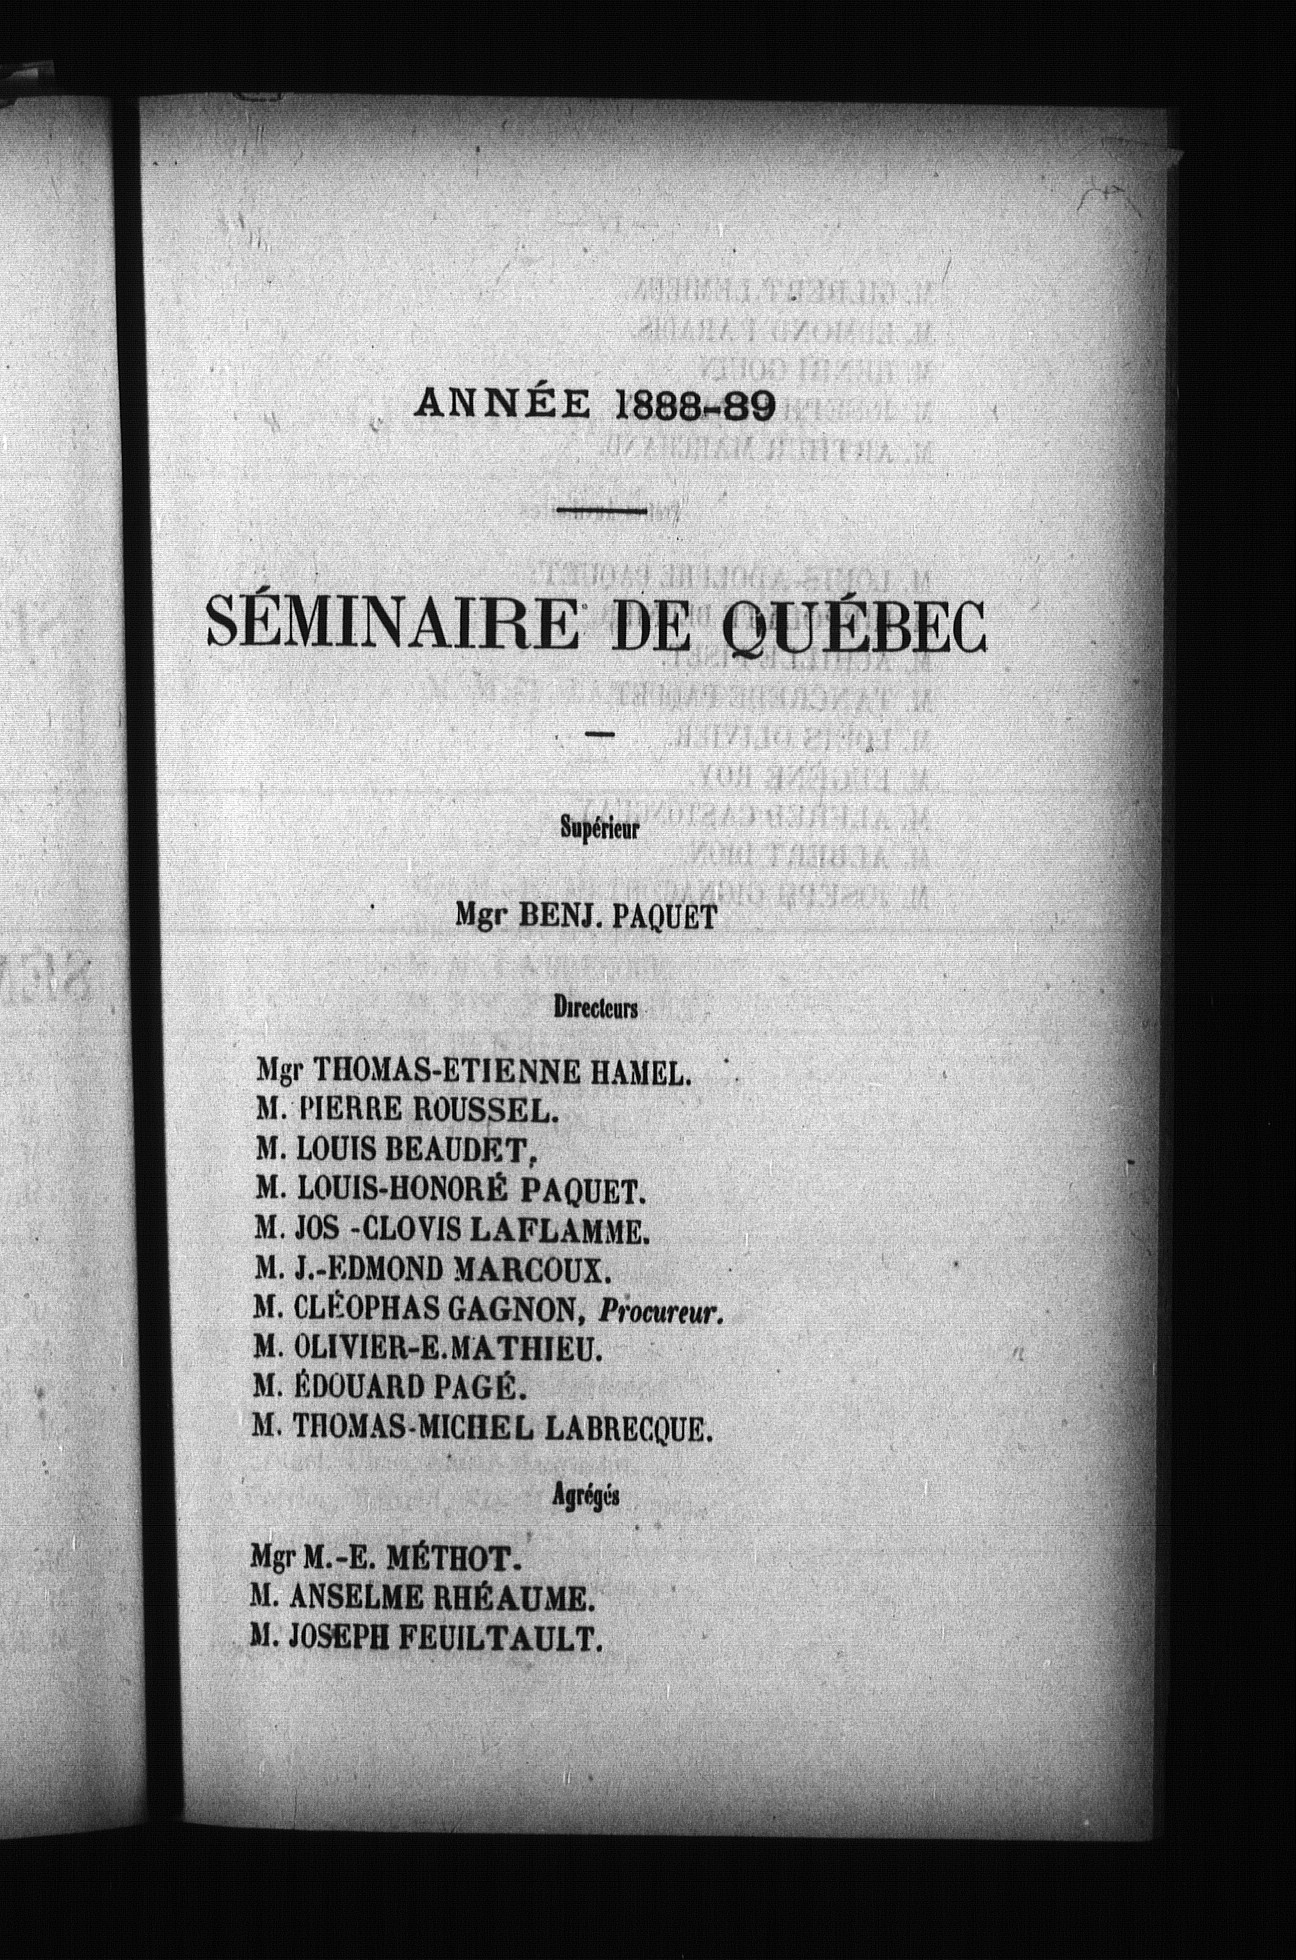 ANNÉE 1888-89
SÉMINAIRE DE QUÉBEC
Supérieur
Mgr BENJ. PAQUET
Directeurs
Mgr THOMAS-ETIENNE HAMEL.
M. PIERRE ROUSSEL.
M. LOUIS BEAUDET,
M. LOUIS-HONORÉ PAQUET.
M. JOS -CLOVIS LAFLAMME.
M. J.-EDMOND MARCOUX.
M. CLÉOPHAS GAGNON, Procureur.
M. OLIVIER-E.MATHIEU.
M. ÉDOUARD PAGÉ.
M. THOMAS-MICHEL LABRECQUE.
Agrégés
Mgr M.-E. MÉTHOT.
M. ANSELME RHÉAUME.
M. JOSEPH FEUILTAULT.